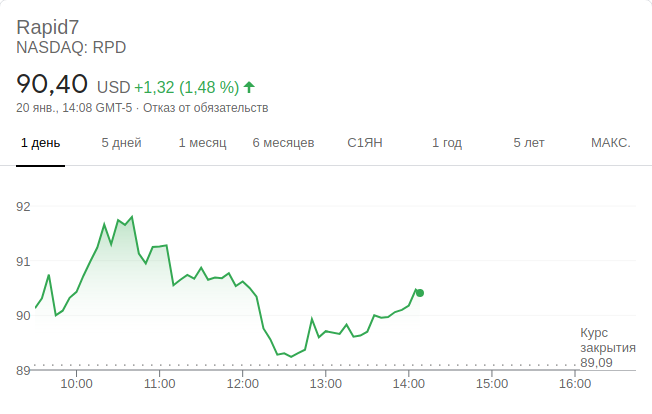 Rapid7
NASDAQ: RPD
90,40 USD +1,32 (1,48 %)
20 янв., 14:08 GMT-5 · Отказ от обязательств
1 день 5 дней 1 месяц 6 месяцев С1ЯН 1 год 5 лет МАКС.
92
91
90
89
Курс
закрытия
89,09
10:00 11:00 12:00 13:00 14:00 15:00 16:00